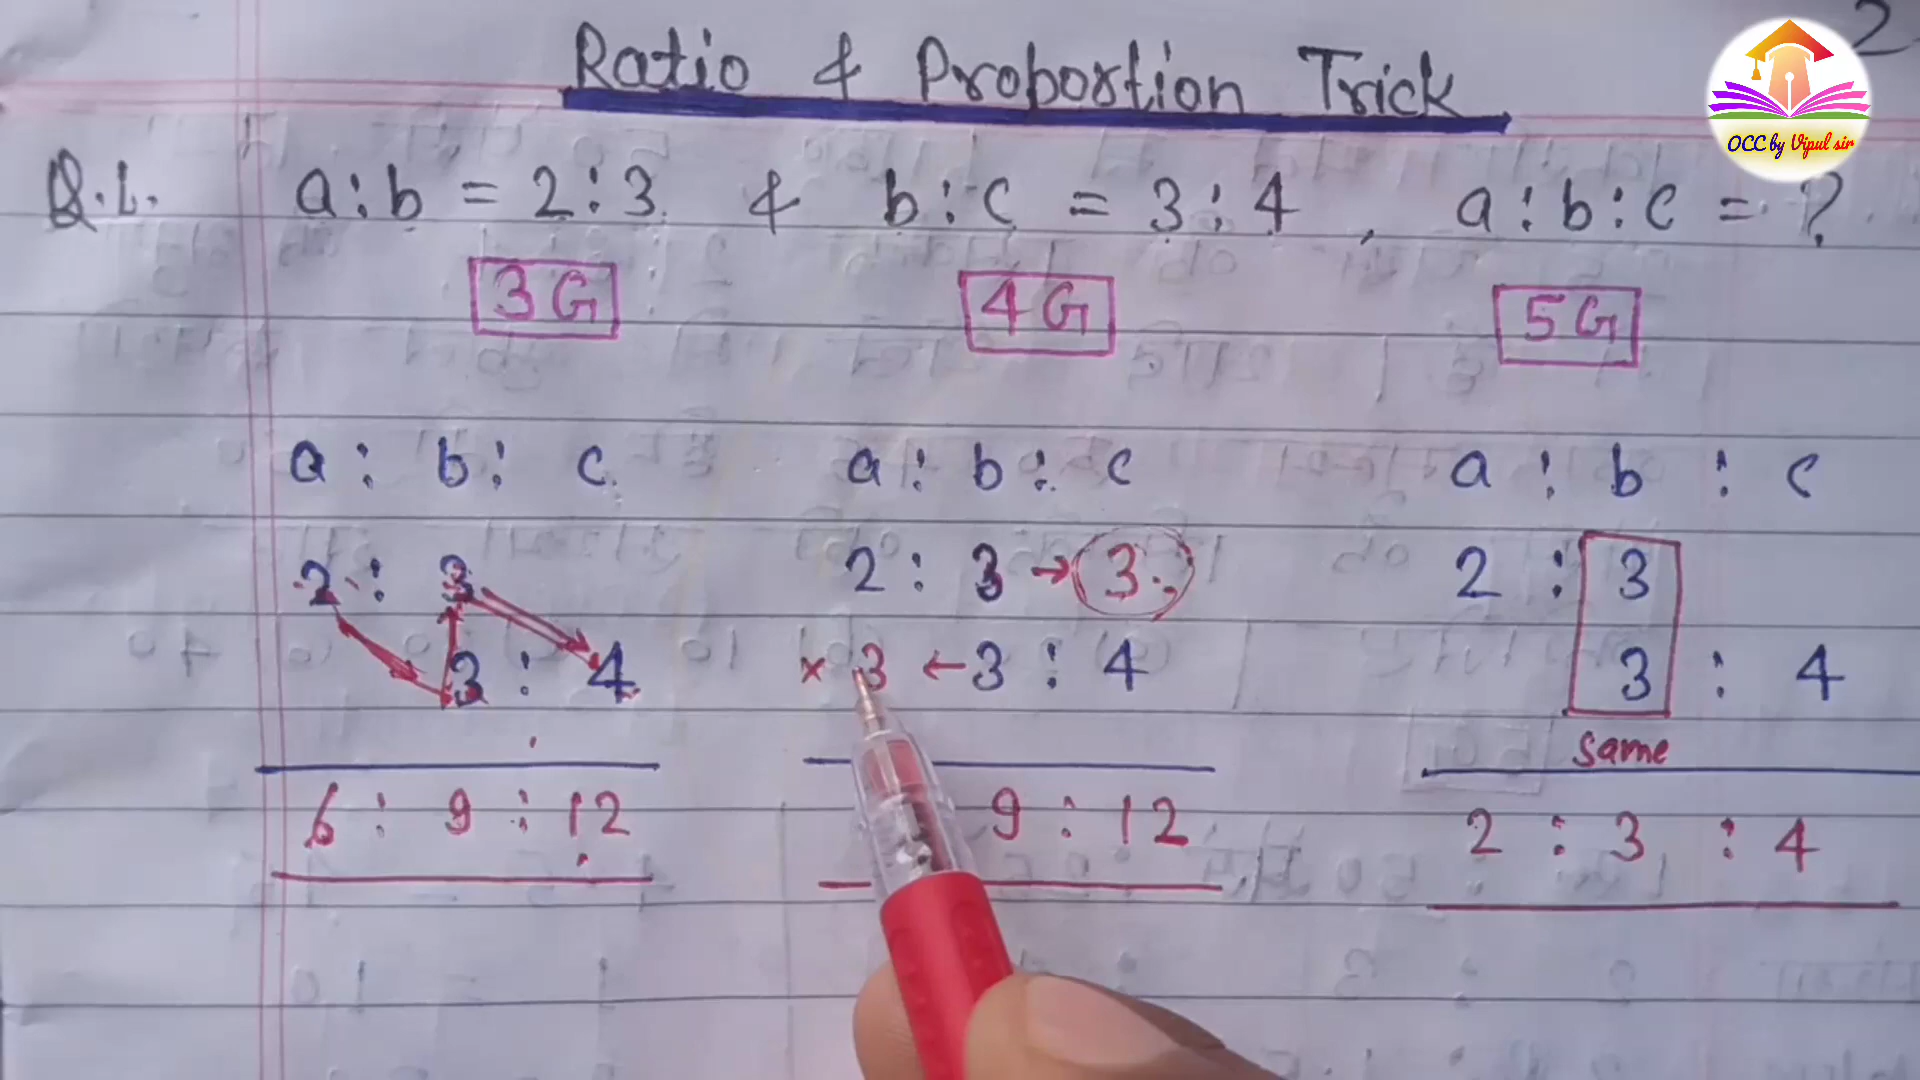 Ratio & Proportion Trick
OCC by Vipul sir
Q.1. a:b = 2:3 & b:c = 3:4, a:b:c = ?
3G 4G 5G
a : b : c a : b : c a : b : c
2 : 3 2 : 3 → 3 2 : 3
3 : 4 × 3 ← 3 : 4 3 : 4
same
6 : 9 : 12 9 : 12 2 : 3 : 4